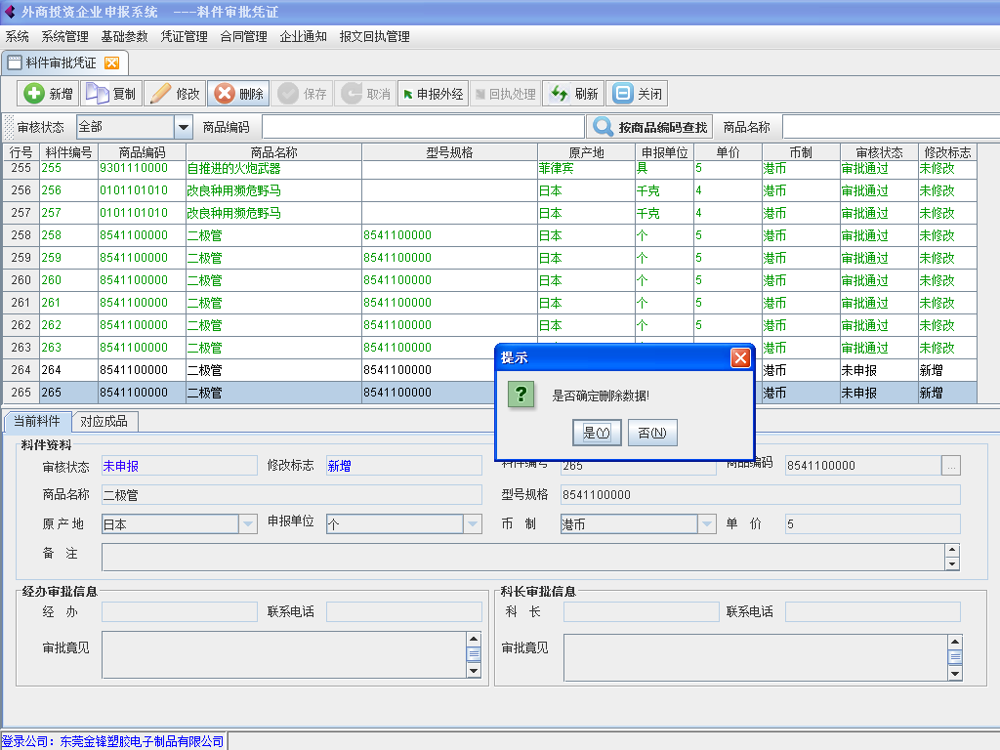 外商投资企业申报系统 ---料件审批凭证
系统 系统管理 基础参数 凭证管理 合同管理 企业通知 报文回执管理
料件审批凭证
新增 复制 修改 删除 保存 取消 申报外经 回执处理 刷新 关闭
审核状态 全部 商品编码 按商品编码查找 商品名称
行号 料件编号 商品编码 商品名称 型号规格 原产地 申报单位 单价 币制 审核状态 修改标志
255 255 9301110000 自推进的火炮武器 菲律宾 具 5 港币 审批通过 未修改
256 256 0101101010 改良种用濒危野马 日本 千克 4 港币 审批通过 未修改
257 257 0101101010 改良种用濒危野马 日本 千克 4 港币 审批通过 未修改
258 258 8541100000 二极管 8541100000 日本 个 5 港币 审批通过 未修改
259 259 8541100000 二极管 8541100000 日本 个 5 港币 审批通过 未修改
260 260 8541100000 二极管 8541100000 日本 个 5 港币 审批通过 未修改
261 261 8541100000 二极管 8541100000 日本 个 5 港币 审批通过 未修改
262 262 8541100000 二极管 8541100000 日本 个 5 港币 审批通过 未修改
263 263 8541100000 二极管 8541100000 港币 审批通过 未修改
264 264 8541100000 二极管 8541100000 港币 未申报 新增
265 265 8541100000 二极管 8541100000 港币 未申报 新增
提示
?
是否确定删除数据!
是(Y) 否(N)
当前料件 对应成品
料件资料
审核状态 未申报 修改标志 新增 料件编号 265 商品编码 8541100000 ...
商品名称 二极管 型号规格 8541100000
原产地 日本 申报单位 个 币 制 港币 单 价 5
备 注
经办审批信息 科长审批信息
经 办 联系电话 科 长 联系电话
审批意见 审批意见
登录公司: 东莞金锋塑胶电子制品有限公司